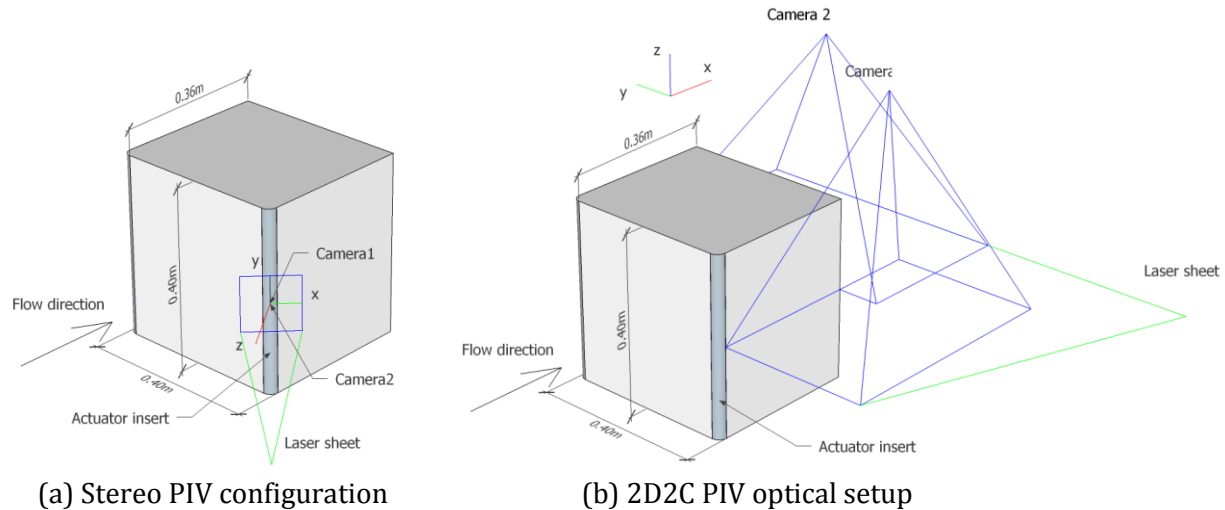 0.36m
0.40m
Camera1
y
x
Flow direction
z
Camera2
0.40m
Actuator insert
Laser sheet
(a) Stereo PIV configuration
Camera 2
z
x
y
Camera
0.36m
Laser sheet
0.40m
Flow direction
0.40m
Actuator insert
(b) 2D2C PIV optical setup